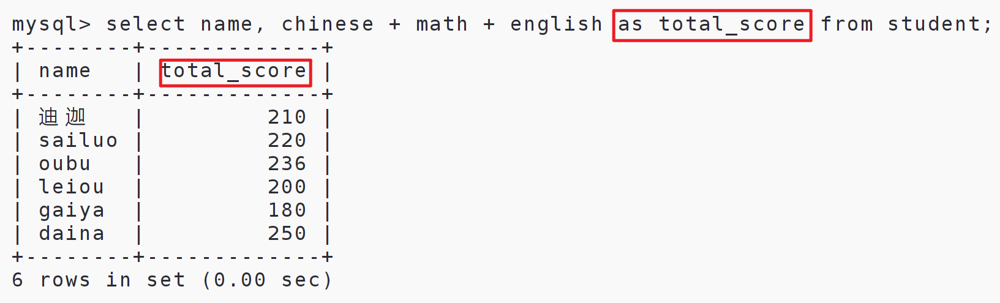 mysql> select name, chinese + math + english as total_score from student;
+--------+-------------+
| name   | total_score |
+--------+-------------+
| 迪迦   |         210 |
| sailuo |         220 |
| oubu   |         236 |
| leiou  |         200 |
| gaiya  |         180 |
| daina  |         250 |
+--------+-------------+
6 rows in set (0.00 sec)